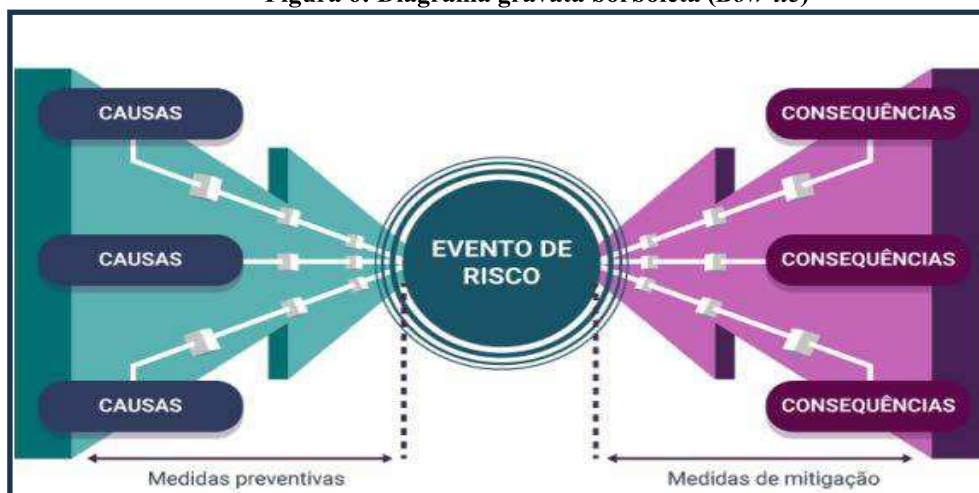 Figura 6: Diagrama gravata borboleta (Bow-tie)
CAUSAS
CONSEQUÊNCIAS
CAUSAS
EVENTO DE
RISCO
CONSEQUÊNCIAS
CAUSAS
CONSEQUÊNCIAS
Medidas preventivas
Medidas de mitigação